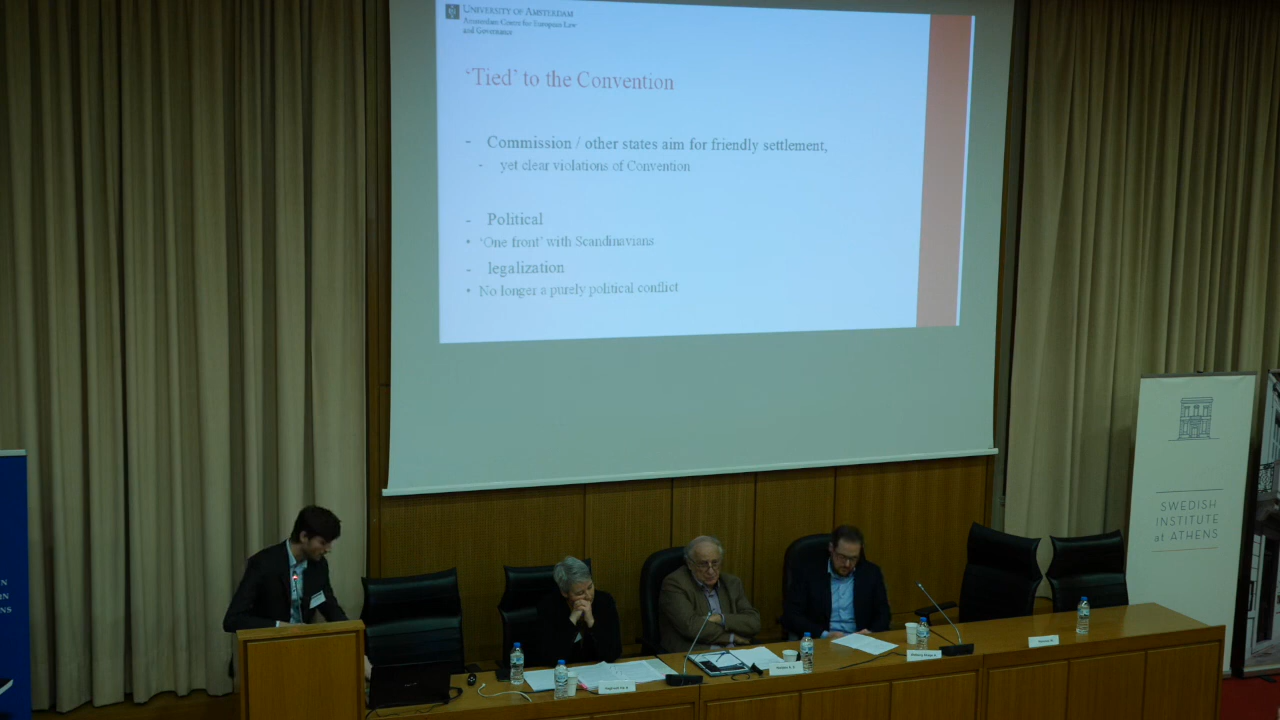 UNIVERSITY OF AMSTERDAM
Amsterdam Centre for European Law
and Governance
‘Tied’ to the Convention
- Commission / other states aim for friendly settlement,
- yet clear violations of Convention
- Political
• ‘One front’ with Scandinavians
- legalization
• No longer a purely political conflict
SWEDISH
INSTITUTE
at ATHENS